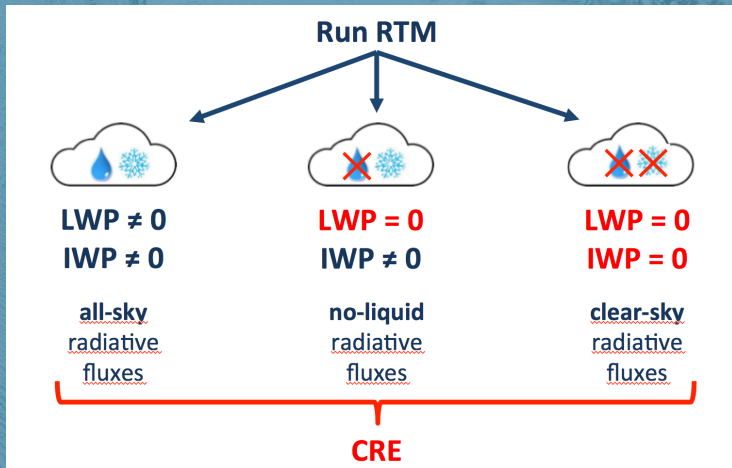 Run RTM
LWP ≠ 0
IWP ≠ 0
all-sky
radiative
fluxes
LWP = 0
IWP ≠ 0
no-liquid
radiative
fluxes
LWP = 0
IWP = 0
clear-sky
radiative
fluxes
CRE